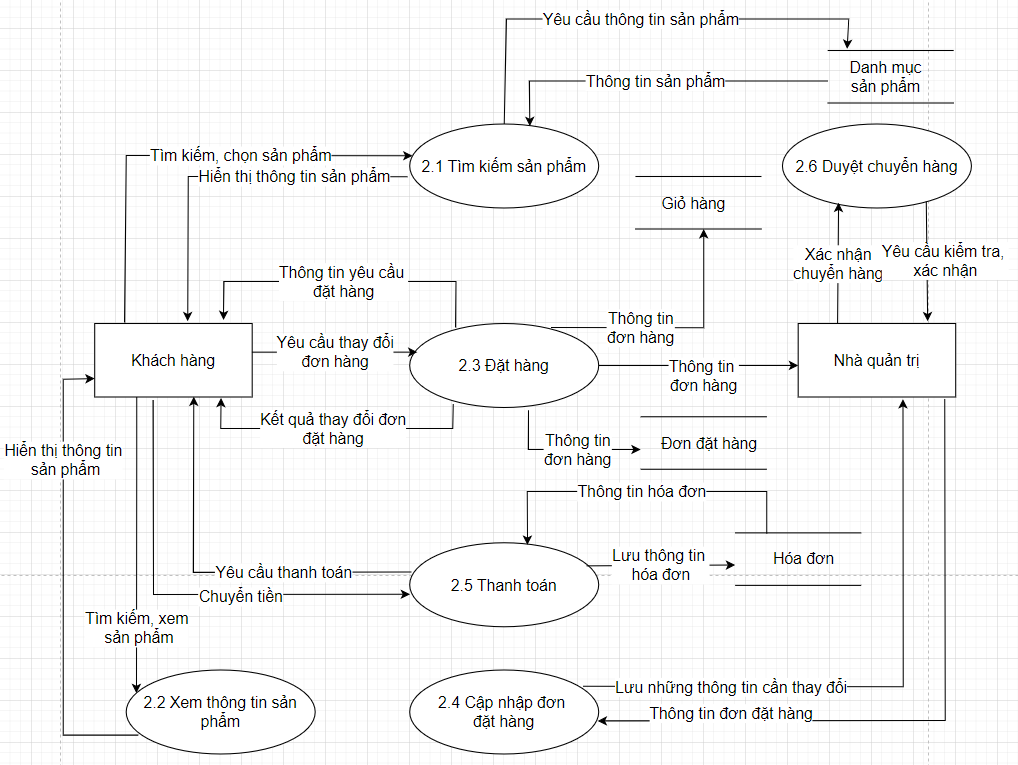 Yêu cầu thông tin sản phẩm
Danh mục
sản phẩm
Thông tin sản phẩm
Tìm kiếm, chọn sản phẩm
2.1 Tìm kiếm sản phẩm
2.6 Duyệt chuyển hàng
Hiển thị thông tin sản phẩm
Giỏ hàng
Xác nhận
chuyển hàng
Yêu cầu kiểm tra,
xác nhận
Thông tin yêu cầu
đặt hàng
Thông tin
đơn hàng
Yêu cầu thay đổi
đơn hàng
Khách hàng
2.3 Đặt hàng
Thông tin
đơn hàng
Nhà quản trị
Kết quả thay đổi đơn
đặt hàng
Thông tin
đơn hàng
Đơn đặt hàng
Hiển thị thông tin
sản phẩm
Thông tin hóa đơn
Lưu thông tin
hóa đơn
Hóa đơn
Yêu cầu thanh toán
2.5 Thanh toán
Chuyển tiền
Tìm kiếm, xem
sản phẩm
2.2 Xem thông tin sản
phẩm
2.4 Cập nhập đơn
đặt hàng
Lưu những thông tin cần thay đổi
Thông tin đơn đặt hàng